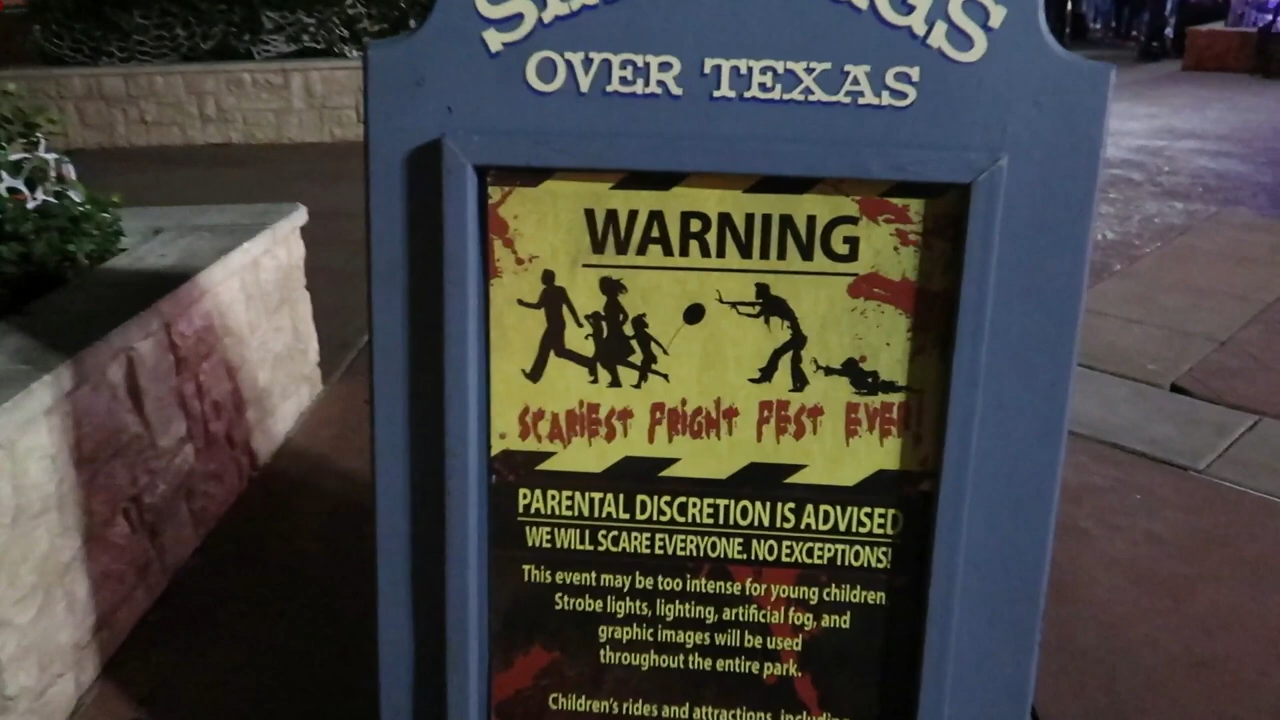 OVER TEXAS
WARNING
SCARIEST FRIGHT FEST EVER
PARENTAL DISCRETION IS ADVISED
WE WILL SCARE EVERYONE. NO EXCEPTIONS!
This event may be too intense for young children
Strobe lights, lighting, artificial fog, and
graphic images will be used
throughout the entire park.
Children's rides and attractions, including